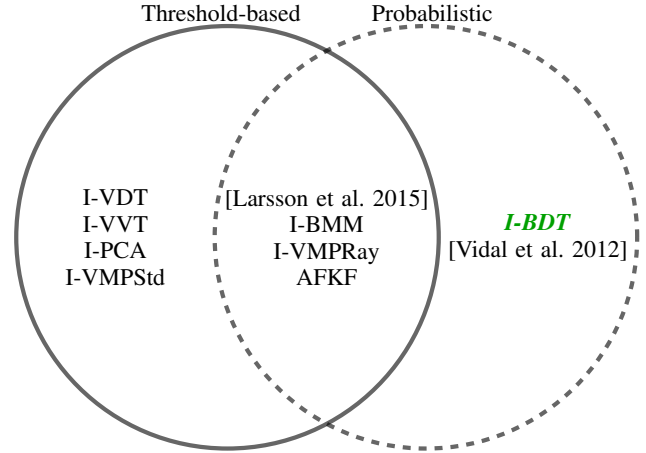 Threshold-based
Probabilistic
I-VDT
I-VVT
I-PCA
I-VMPStd
[Larsson et al. 2015]
I-BMM
I-VMPRay
AFKF
I-BDT
[Vidal et al. 2012]